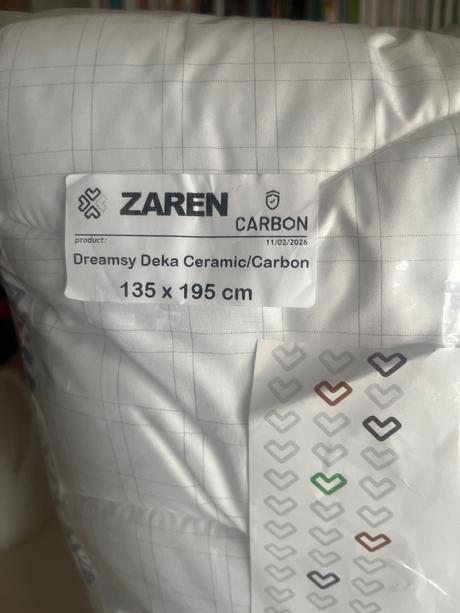 ZAREN
CARBON
product:
11/02/2026
Dreamsy Deka Ceramic/Carbon
135 x 195 cm